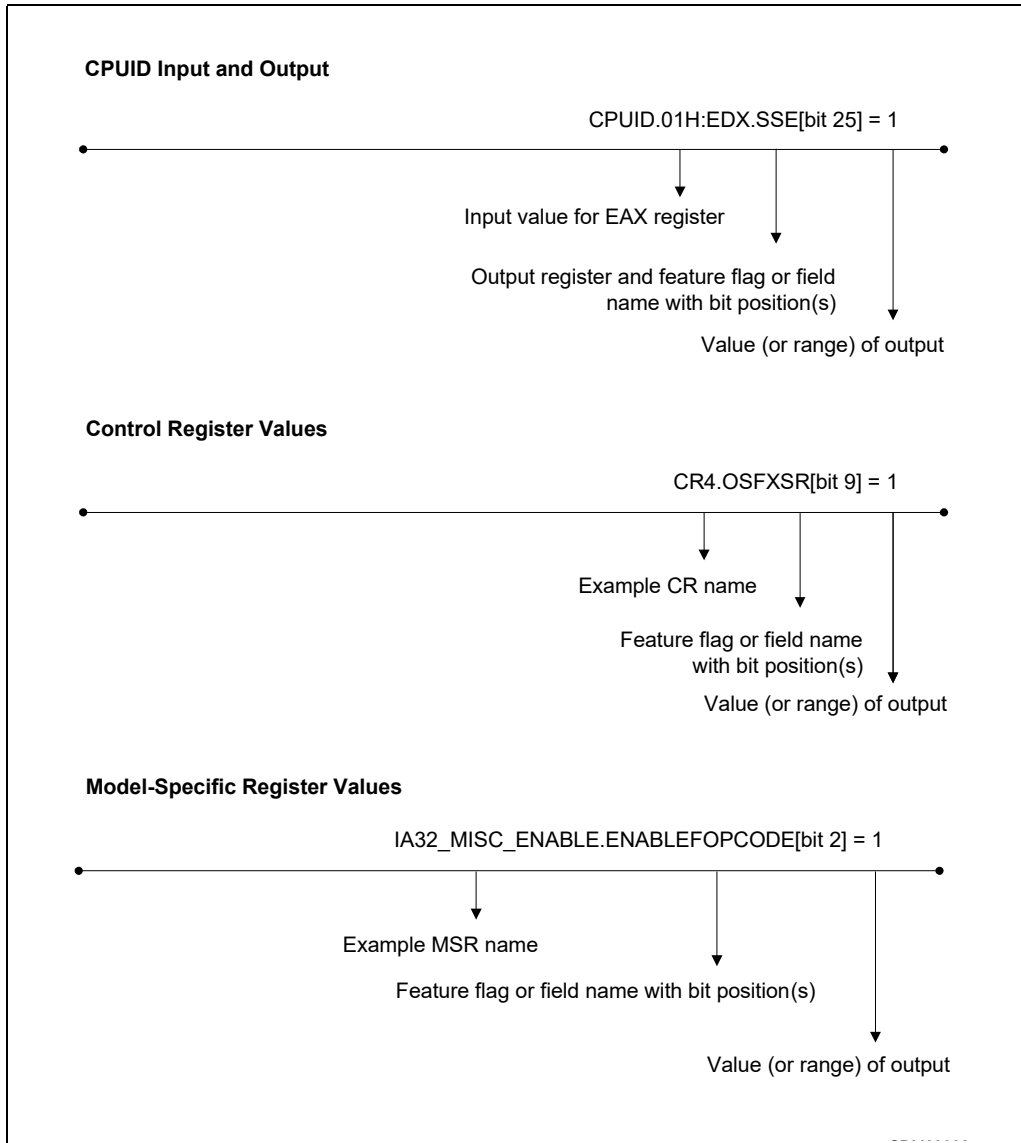 CPUID Input and Output
CPUID.01H:EDX.SSE[bit 25] = 1
Input value for EAX register
Output register and feature flag or field
name with bit position(s)
Value (or range) of output
Control Register Values
CR4.OSFXSR[bit 9] = 1
Example CR name
Feature flag or field name
with bit position(s)
Value (or range) of output
Model-Specific Register Values
IA32_MISC_ENABLE.ENABLEFOPCODE[bit 2] = 1
Example MSR name
Feature flag or field name with bit position(s)
Value (or range) of output